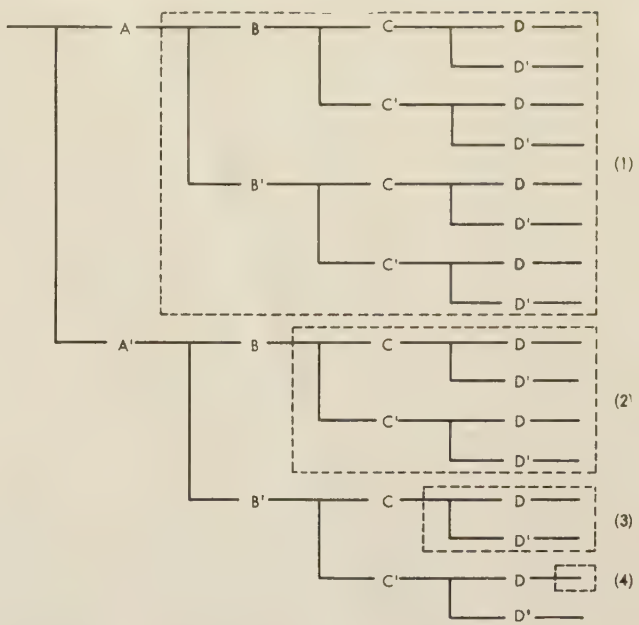 A B C D
D'
C' D
D'
(1)
B' C D
D'
C' D
D'
A' B C D
D'
(2)
C' D
D'
B' C D
(3)
D'
C' D (4)
D'